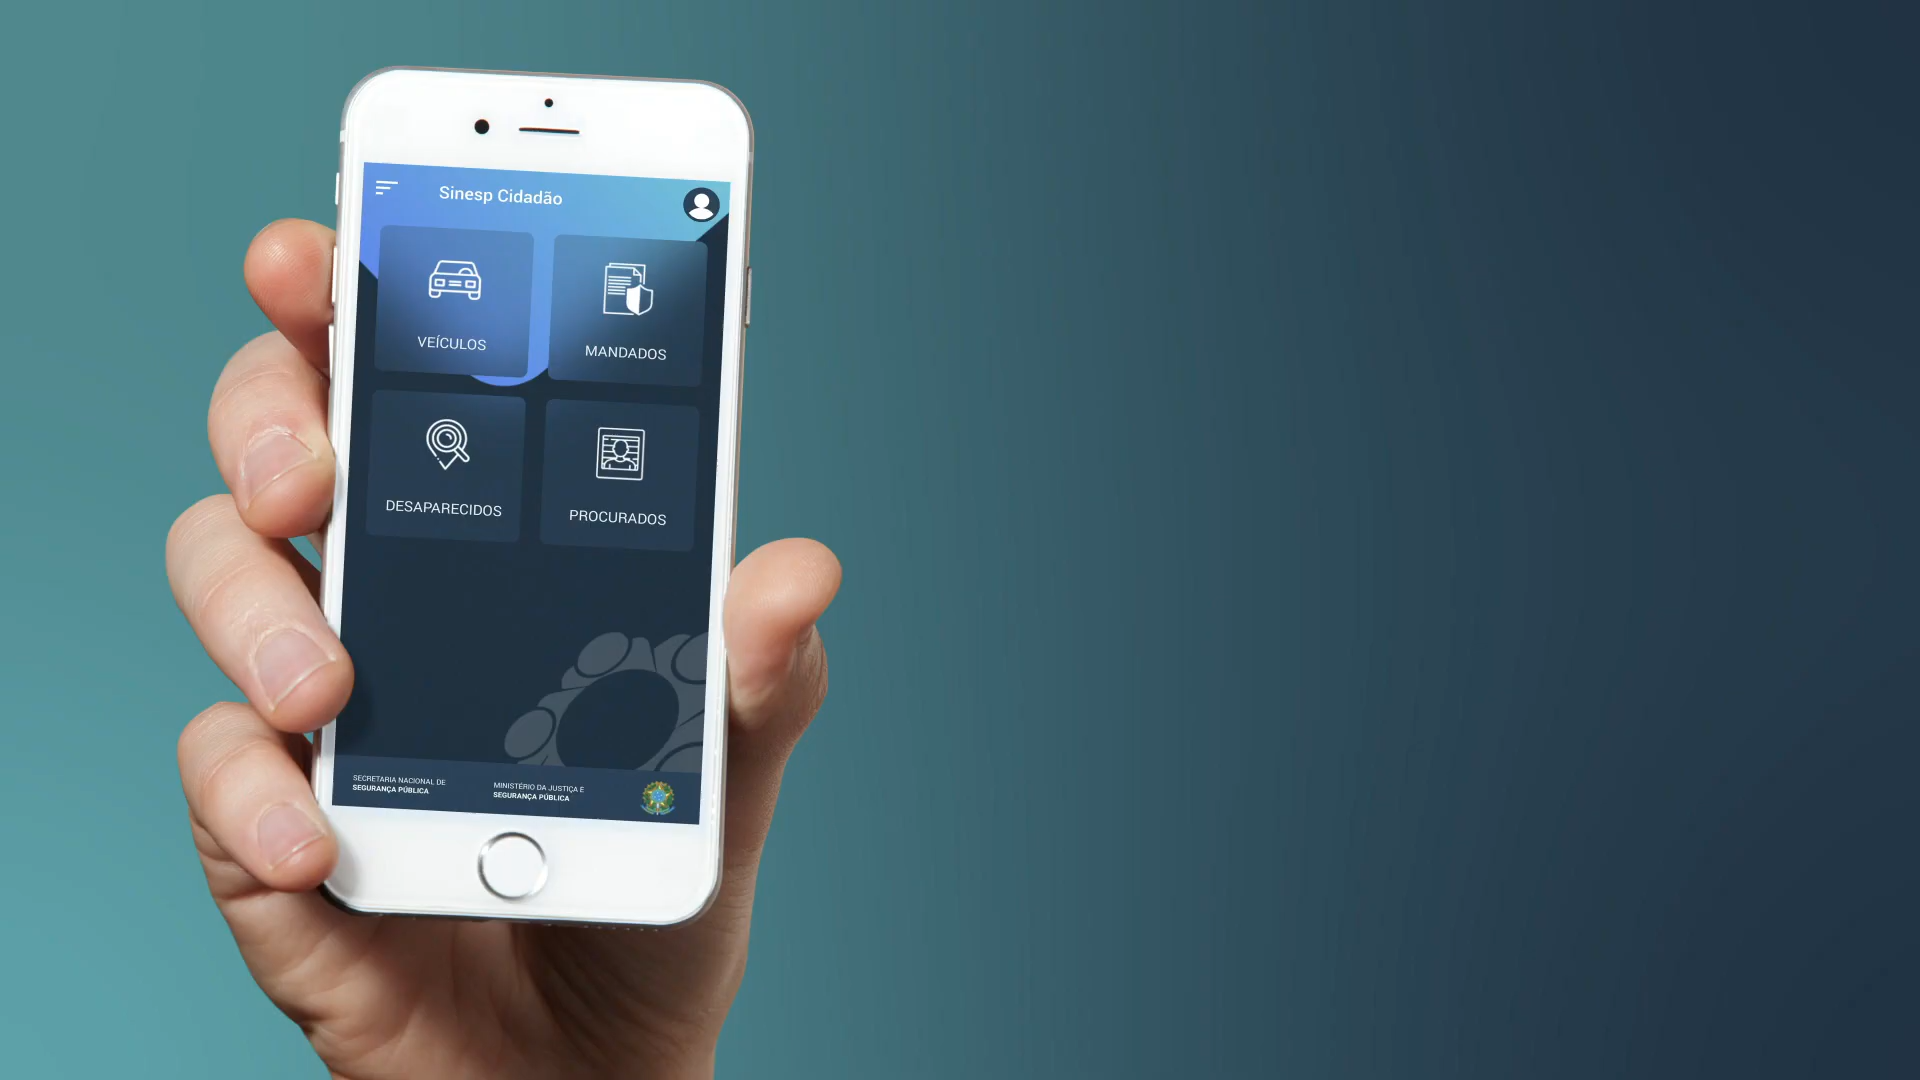 Sinesp Cidadão
VEÍCULOS
MANDADOS
DESAPARECIDOS
PROCURADOS
SECRETARIA NACIONAL DE
SEGURANÇA PÚBLICA
MINISTÉRIO DA JUSTIÇA E
SEGURANÇA PÚBLICA